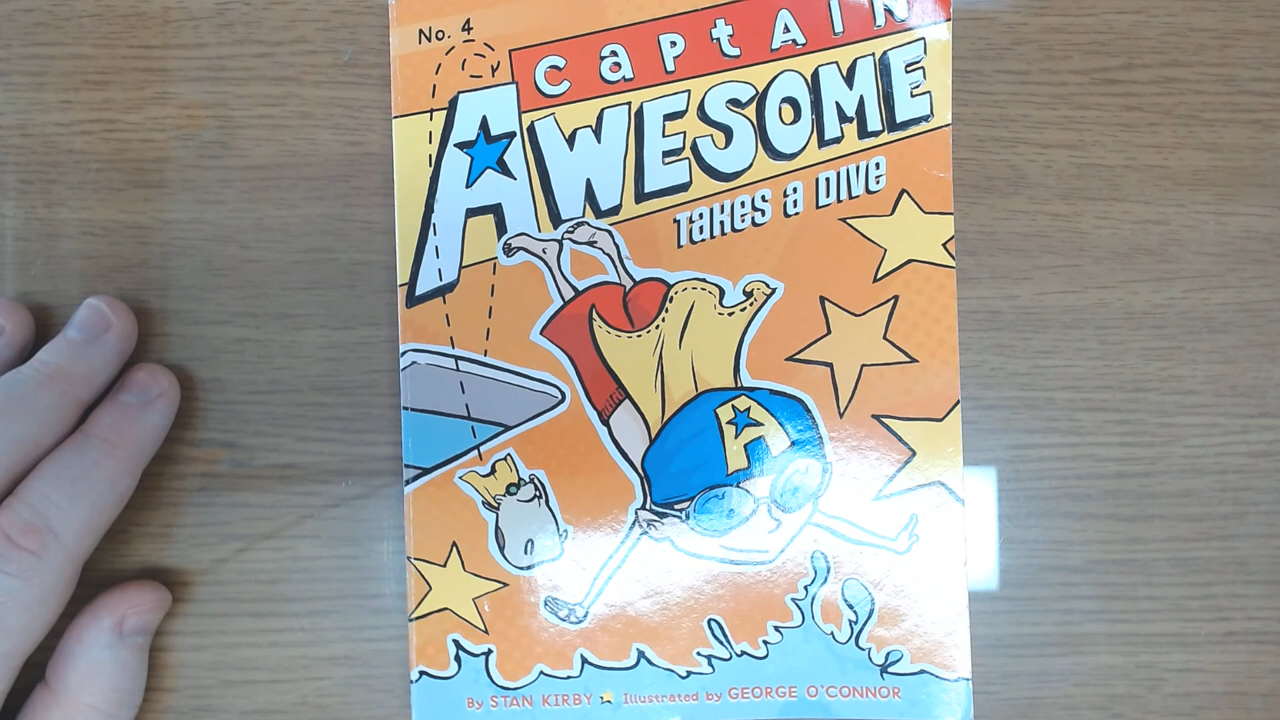 No. 4
CAPTAIN
AWESOME
TAKES A DIVE
A
By STAN KIRBY ★ Illustrated by GEORGE O'CONNOR